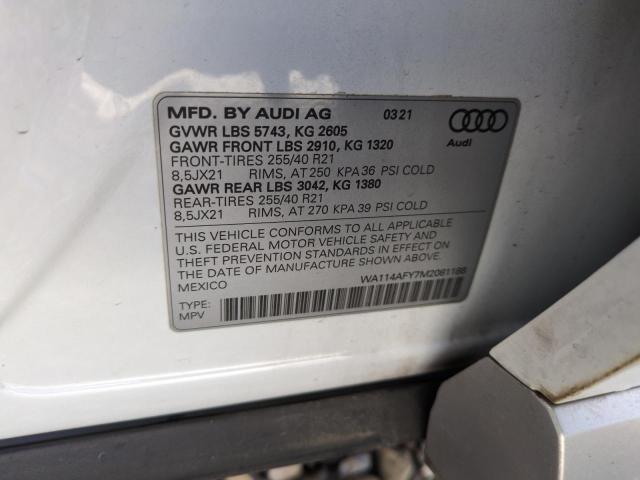 MFD. BY AUDI AG 0321
GVWR LBS 5743, KG 2605
GAWR FRONT LBS 2910, KG 1320
FRONT-TIRES 255/40 R21
8,5JX21 RIMS, AT 250 KPA 36 PSI COLD
GAWR REAR LBS 3042, KG 1380
REAR-TIRES 255/40 R21
8,5JX21 RIMS, AT 270 KPA 39 PSI COLD
Audi
THIS VEHICLE CONFORMS TO ALL APPLICABLE
U.S. FEDERAL MOTOR VEHICLE SAFETY AND
THEFT PREVENTION STANDARDS IN EFFECT ON
THE DATE OF MANUFACTURE SHOWN ABOVE.
MEXICO
WA114AFY7M2081188
TYPE:
MPV